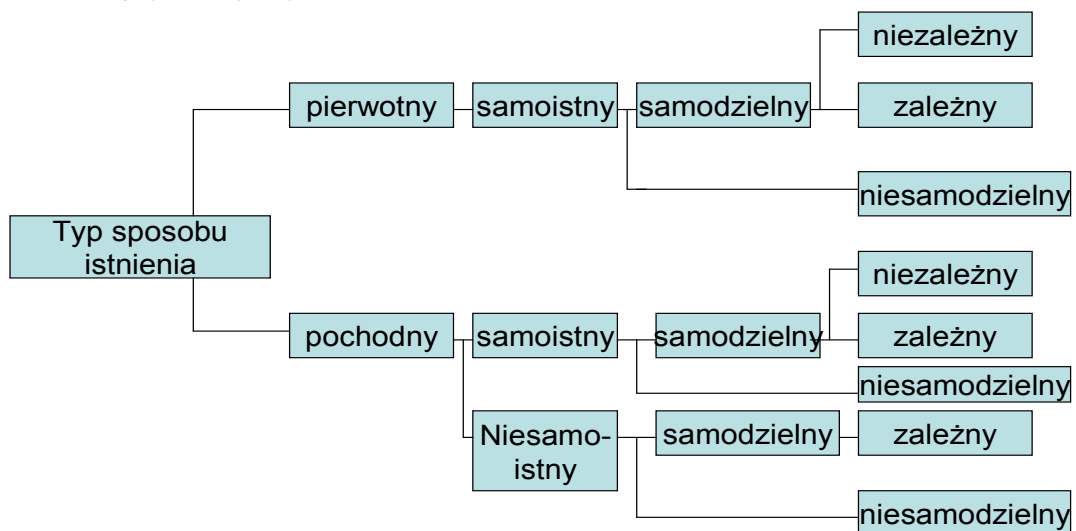 niezależny
pierwotny
samoistny
samodzielny
zależny
niesamodzielny
Typ sposobu
istnienia
niezależny
pochodny
samoistny
samodzielny
zależny
niesamodzielny
Niesamo-
istny
samodzielny
zależny
niesamodzielny